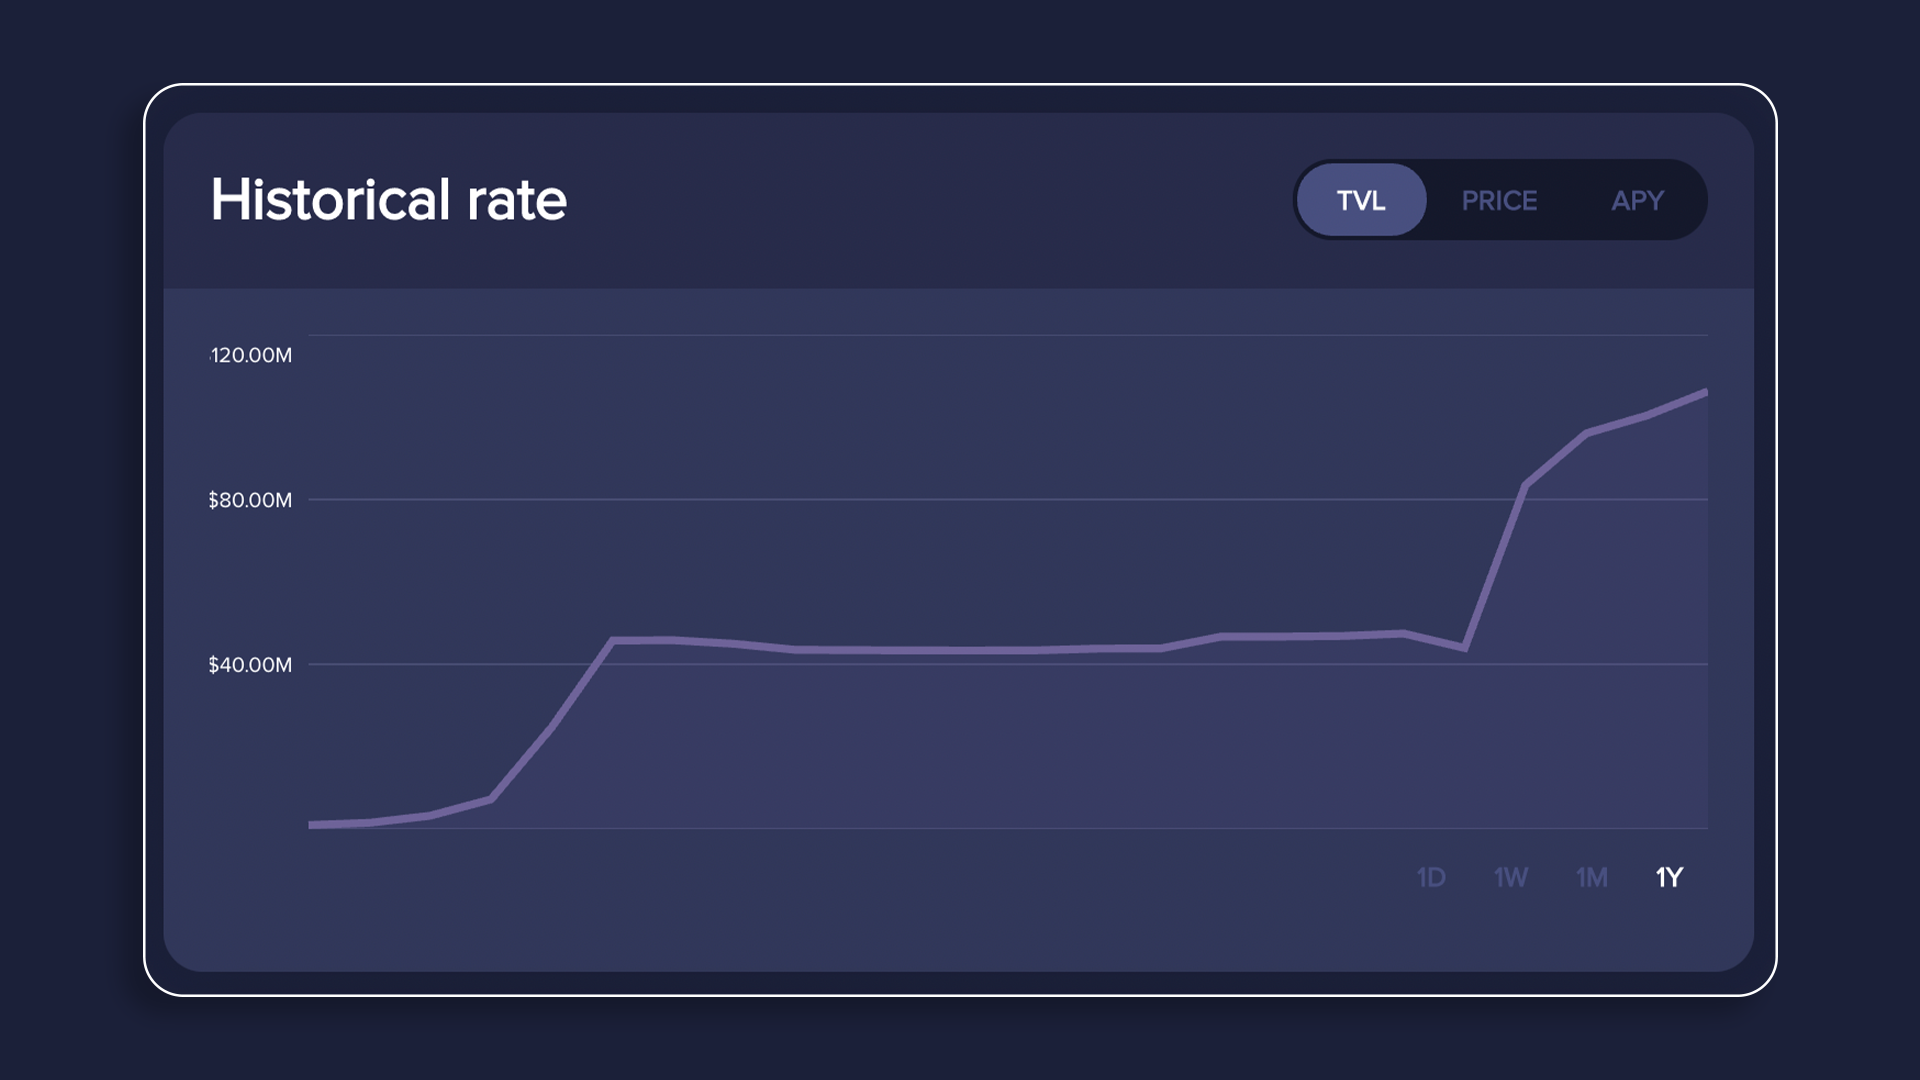 Historical rate
TVL PRICE APY
120.00M
$80.00M
$40.00M
1D 1W 1M 1Y